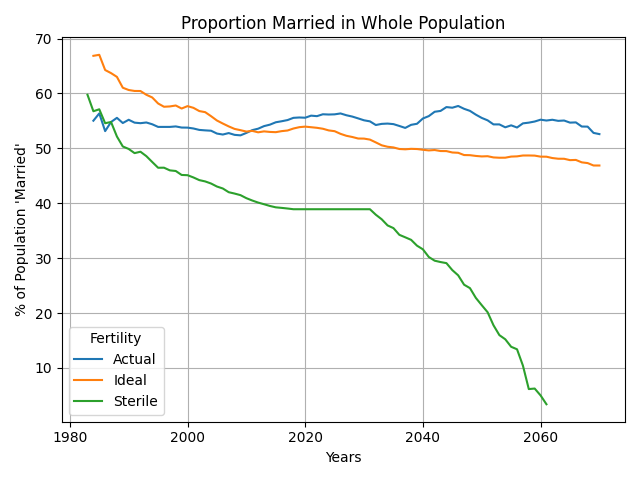 Proportion Married in Whole Population
70
60
50
40
30
20
10
% of Population 'Married'
Fertility
Actual
Ideal
Sterile
1980
2000
2020
2040
2060
Years